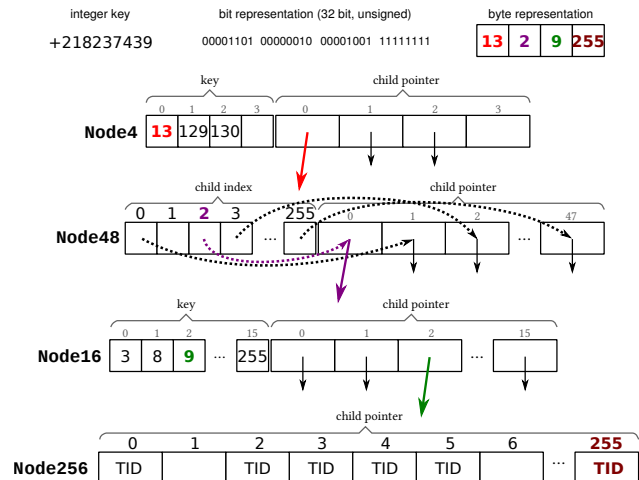 integer key bit representation (32 bit, unsigned) byte representation
+218237439 00001101 00000010 00001001 11111111 13 2 9 255
key child pointer
0 1 2 3 0 1 2 3
Node4 13 129 130
child index child pointer
0 1 2 3 255 0 1 2 47
Node48 ... ...
key child pointer
0 1 2 15 0 1 2 15
Node16 3 8 9 ... 255 ...
child pointer
0 1 2 3 4 5 6 255
Node256 TID TID TID TID TID ... TID